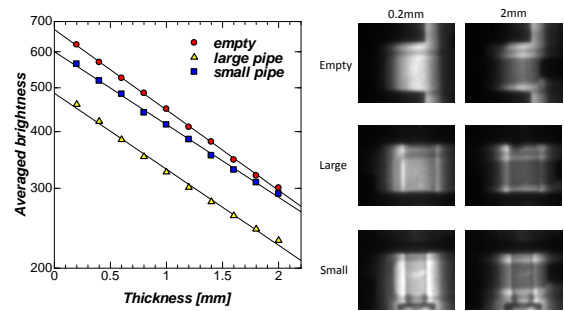 700
600
500
400
300
200
0
0.5
1
1.5
2
Averaged brightness
Thickness [mm]
empty
large pipe
small pipe
0.2mm
2mm
Empty
Large
Small